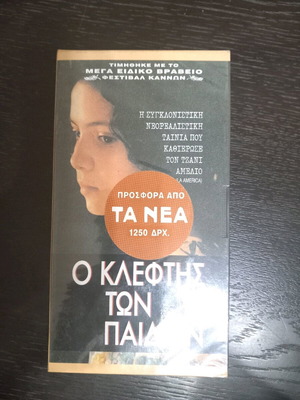 ΤΙΜΗΘΗΚΕ ΜΕ ΤΟ
ΜΕΓΑ ΕΙΔΙΚΟ ΒΡΑΒΕΙΟ
ΦΕΣΤΙΒΑΛ ΚΑΝΝΩΝ
Η ΣΥΓΚΛΟΝΙΣΤΙΚΗ
ΝΕΟΡΕΑΛΙΣΤΙΚΗ
ΤΑΙΝΙΑ ΠΟΥ
ΚΑΘΙΕΡΩΣΕ
ΤΟΝ ΤΖΑΝΙ
ΑΜΕΛΙΟ
AMERICA)
ΠΡΟΣΦΟΡΑ ΑΠΟ
ΤΑ ΝΕΑ
1250 ΔΡΧ.
Ο ΚΛΕΦΤΗΣ
ΤΩΝ